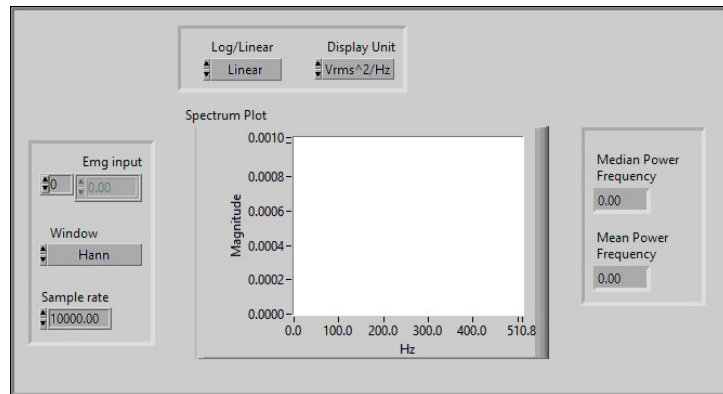 Log/Linear
Linear
Display Unit
Vrms^2/Hz
Spectrum Plot
0.0010
0.0008
0.0006
0.0004
0.0002
0.0000
Magnitude
0.0 100.0 200.0 300.0 400.0 510.8
Hz
Emg input
0 0.00
Window
Hann
Sample rate
10000.00
Median Power
Frequency
0.00
Mean Power
Frequency
0.00